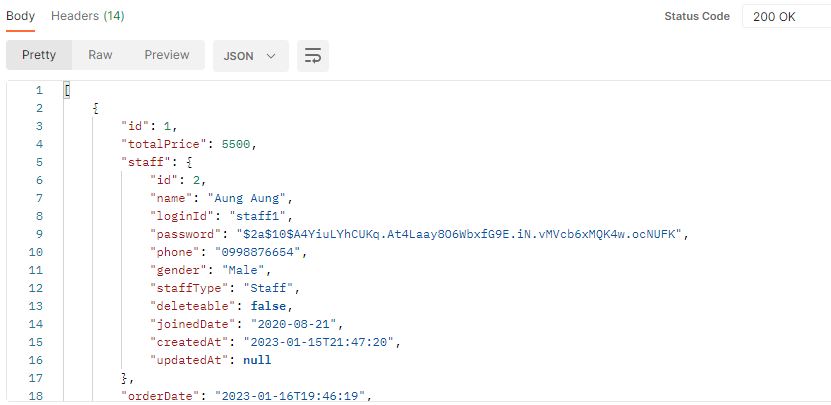 Body Headers (14) Status Code 200 OK
Pretty Raw Preview JSON
1 [
2 {
3 "id": 1,
4 "totalPrice": 5500,
5 "staff": {
6 "id": 2,
7 "name": "Aung Aung",
8 "loginId": "staff1",
9 "password": "$2a$10$A4YiuLYhCUKq.At4Laay8O6WbxfG9E.iN.vMVcb6xMQK4w.ocNUFK",
10 "phone": "0998876654",
11 "gender": "Male",
12 "staffType": "Staff",
13 "deleteable": false,
14 "joinedDate": "2020-08-21",
15 "createdAt": "2023-01-15T21:47:20",
16 "updatedAt": null
17 },
18 "orderDate": "2023-01-16T19:46:19",